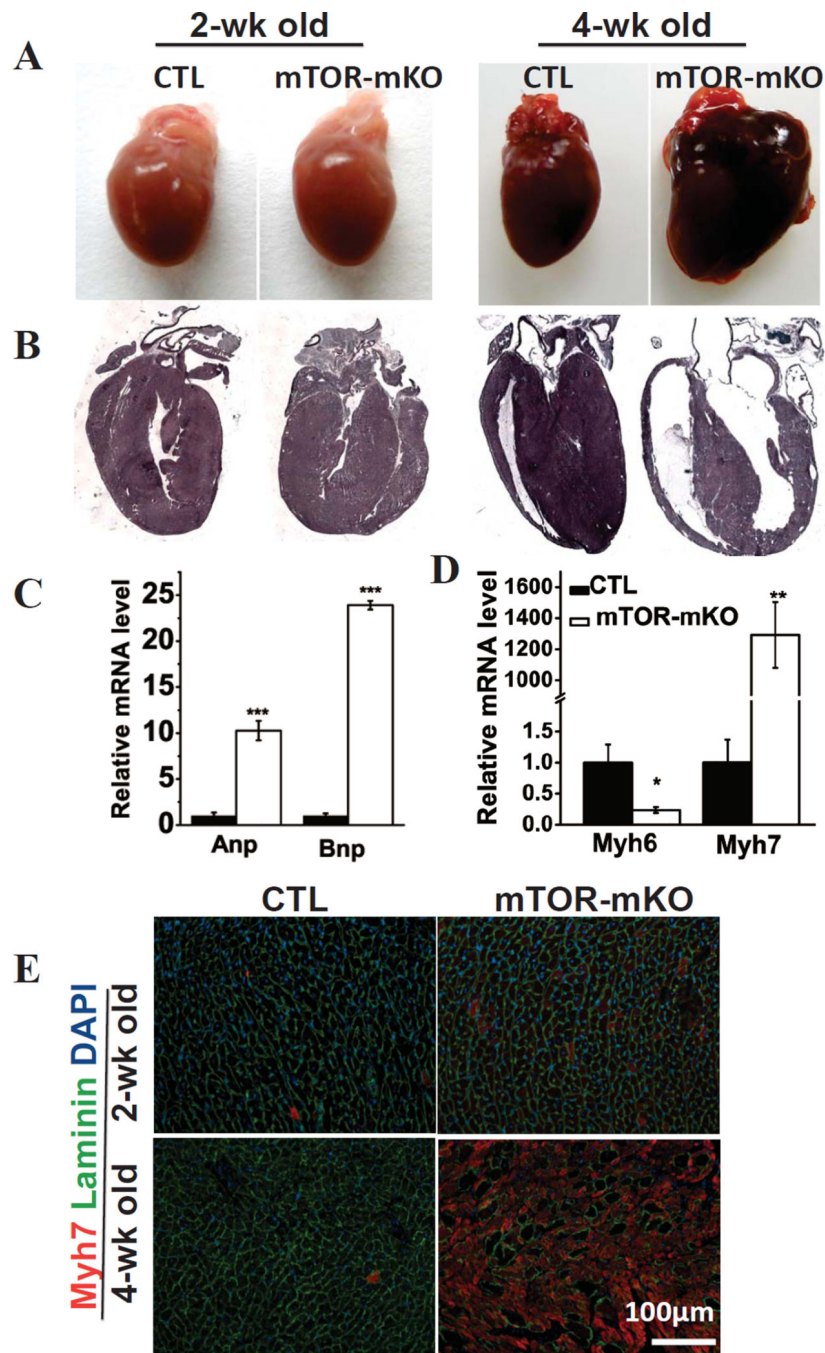 2-wk old 4-wk old
A
CTL mTOR-mKO CTL mTOR-mKO
B
C
Relative mRNA level
25
20
15
10
5
0
***
***
Anp Bnp
D
Relative mRNA level
1600
1400
1200
1000
1.0
0.5
0.0
CTL
mTOR-mKO
*
**
Myh6 Myh7
CTL mTOR-mKO
E
Myh7 Laminin DAPI
2-wk old
4-wk old
100μm